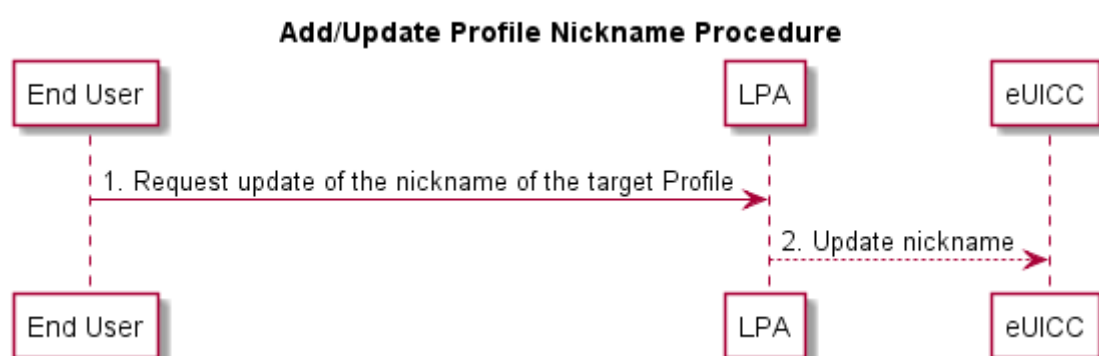 Add/Update Profile Nickname Procedure
End User
LPA
eUICC
1. Request update of the nickname of the target Profile
2. Update nickname
End User
LPA
eUICC